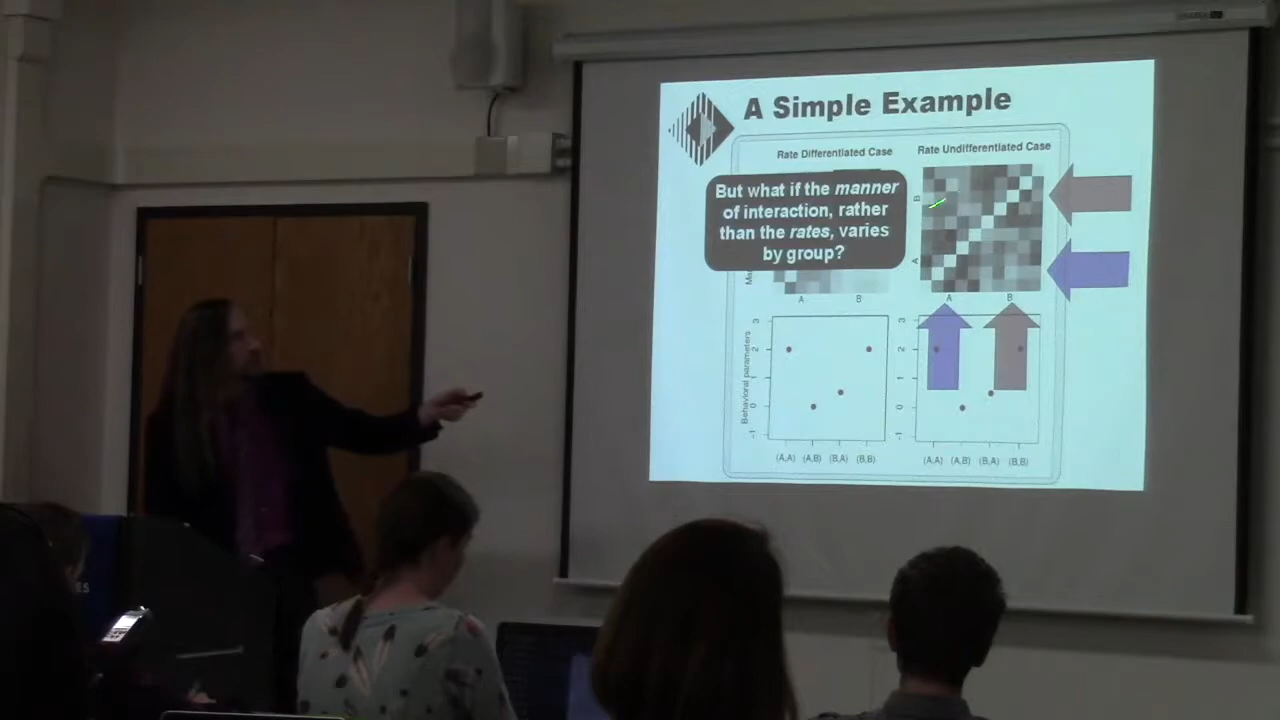 A Simple Example
Rate Differentiated Case
Rate Undifferentiated Case
But what if the manner
of interaction, rather
than the rates, varies
by group?
B
A
A
B
A
B
Behavioral parameters
3
2
1
0
-1
(A,A) (A,B) (B,A) (B,B)
3
2
1
0
-1
(A,A) (A,B) (B,A) (B,B)